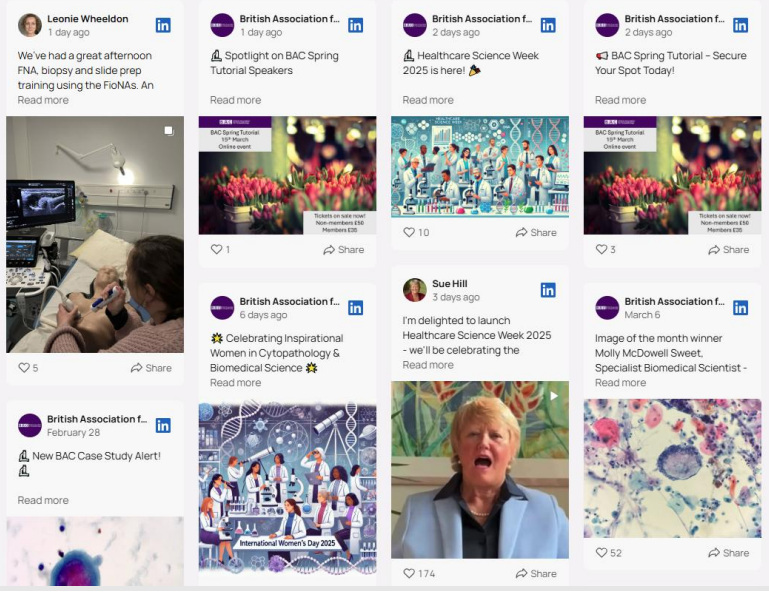 Leonie Wheeldon
1 day ago
We've had a great afternoon
FNA, biopsy and slide prep
training using the FioNAs. An
Read more
5
Share
British Association f...
February 28
New BAC Case Study Alert!
Read more
British Association f...
1 day ago
Spotlight on BAC Spring
Tutorial Speakers
Read more
BAC
BAC Spring Tutorial
15th March
Online event
Tickets on sale now!
Non-members £50
Members £35
1
Share
British Association f...
6 days ago
Celebrating Inspirational
Women in Cytopathology &
Biomedical Science
Read more
International Women's Day 2025
British Association f...
2 days ago
Healthcare Science Week
2025 is here!
Read more
HEALTHCARE
SCIENCE WEEK
10
Share
Sue Hill
3 days ago
I'm delighted to launch
Healthcare Science Week 2025
- we'll be celebrating the
Read more
174
Share
British Association f...
2 days ago
BAC Spring Tutorial – Secure
Your Spot Today!
Read more
BAC
BAC Spring Tutorial
15th March
Online event
Tickets on sale now!
Non-members £50
Members £35
3
Share
British Association f...
March 6
Image of the month winner
Molly McDowell Sweet,
Specialist Biomedical Scientist -
Read more
52
Share